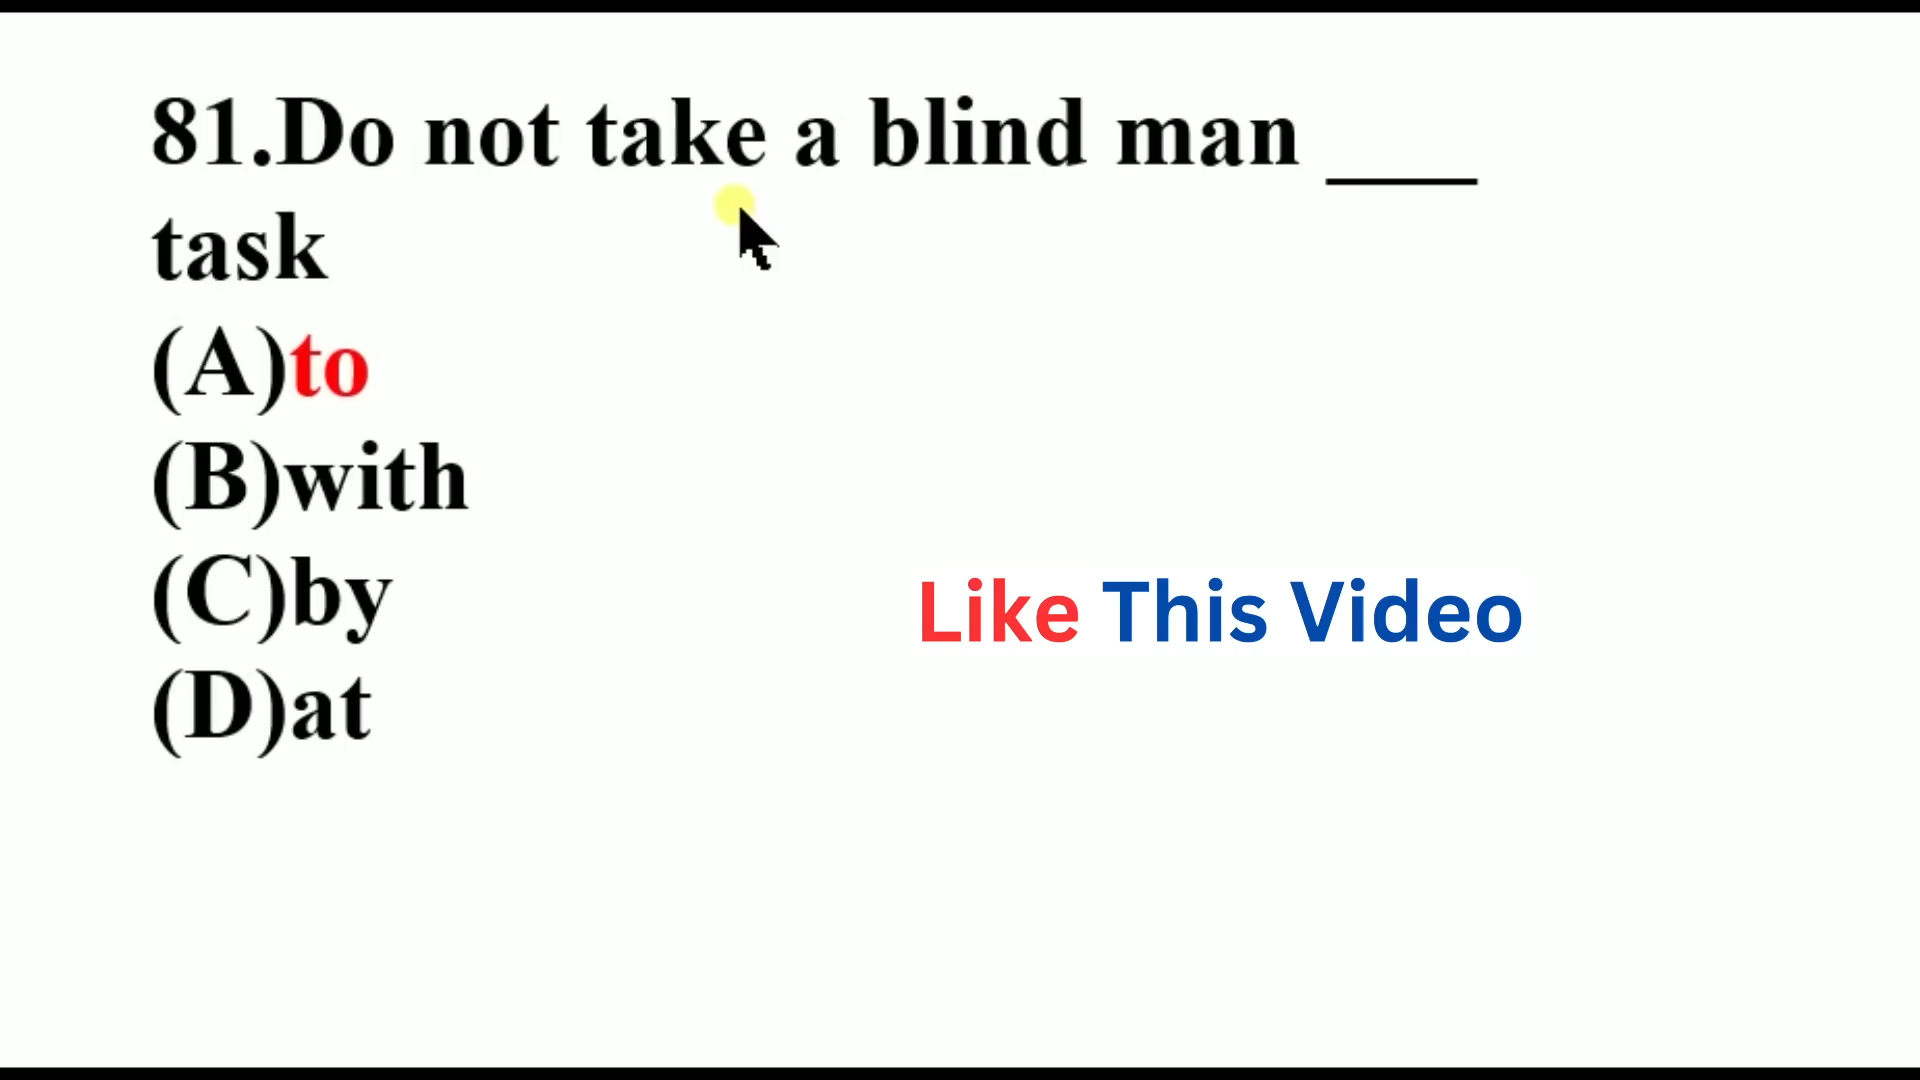 81.Do not take a blind man ____
task
(A)to
(B)with
(C)by
Like This Video
(D)at